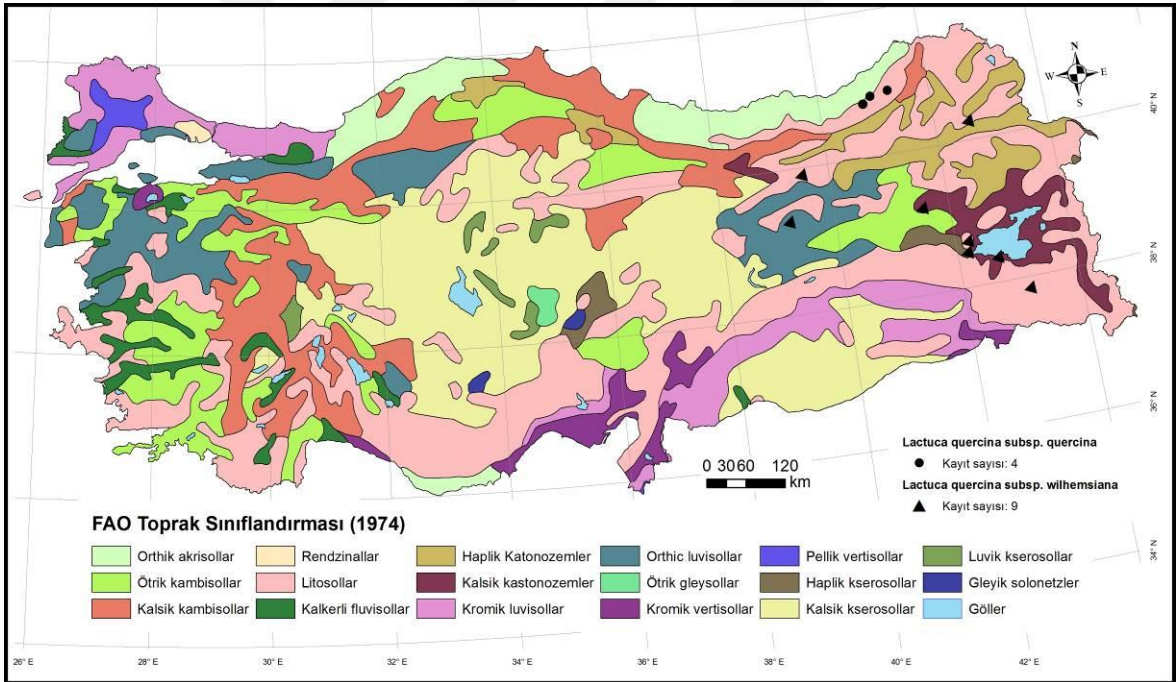 N
W E
S
40° N
38° N
36° N
34° N
Lactuca quercina subsp. quercina
Kayıt sayısı: 4
Lactuca quercina subsp. wilhemsiana
Kayıt sayısı: 9
0 30 60 120
km
FAO Toprak Sınıflandırması (1974)
Orthik akrisollar Rendzinallar Haplik Katonozemler Orthic luvisollar Pellik vertisollar Luvik kserosollar
Ötrik kambisollar Litosollar Kalsik kastonozemler Ötrik gleysollar Haplik kserosollar Gleyik solonetzler
Kalsik kambisollar Kalkerli fluvisollar Kromik luvisollar Kromik vertisollar Kalsik kserosollar Göller
26° E 28° E 30° E 32° E 34° E 36° E 38° E 40° E 42° E